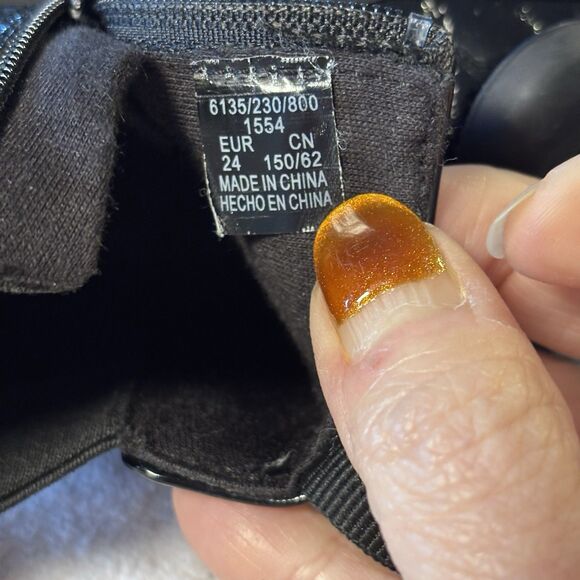 6135/230/800
1554
EUR CN
24 150/62
MADE IN CHINA
HECHO EN CHINA